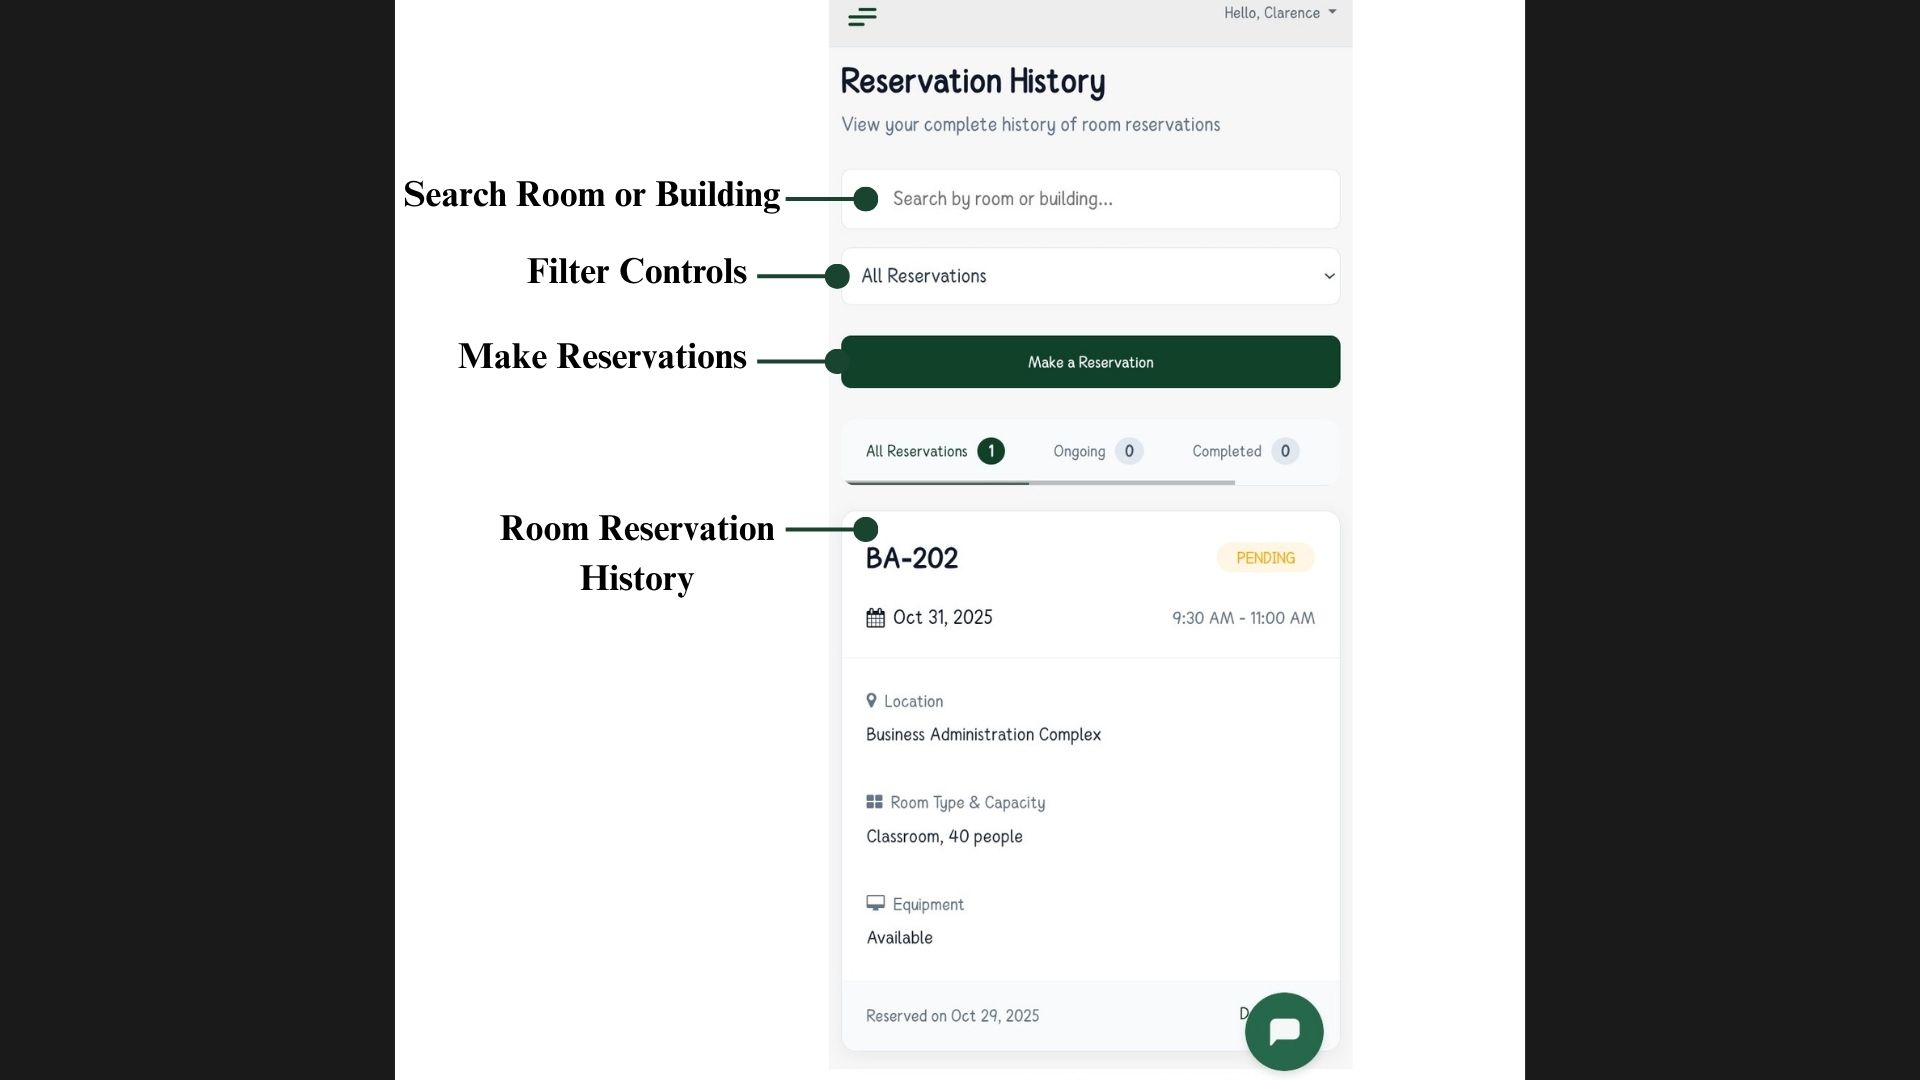 Hello, Clarence
Reservation History
View your complete history of room reservations
Search Room or Building
Search by room or building...
Filter Controls
All Reservations
Make Reservations
Make a Reservation
All Reservations 1 Ongoing 0 Completed 0
Room Reservation
History
BA-202 PENDING
Oct 31, 2025 9:30 AM - 11:00 AM
Location
Business Administration Complex
Room Type & Capacity
Classroom, 40 people
Equipment
Available
Reserved on Oct 29, 2025